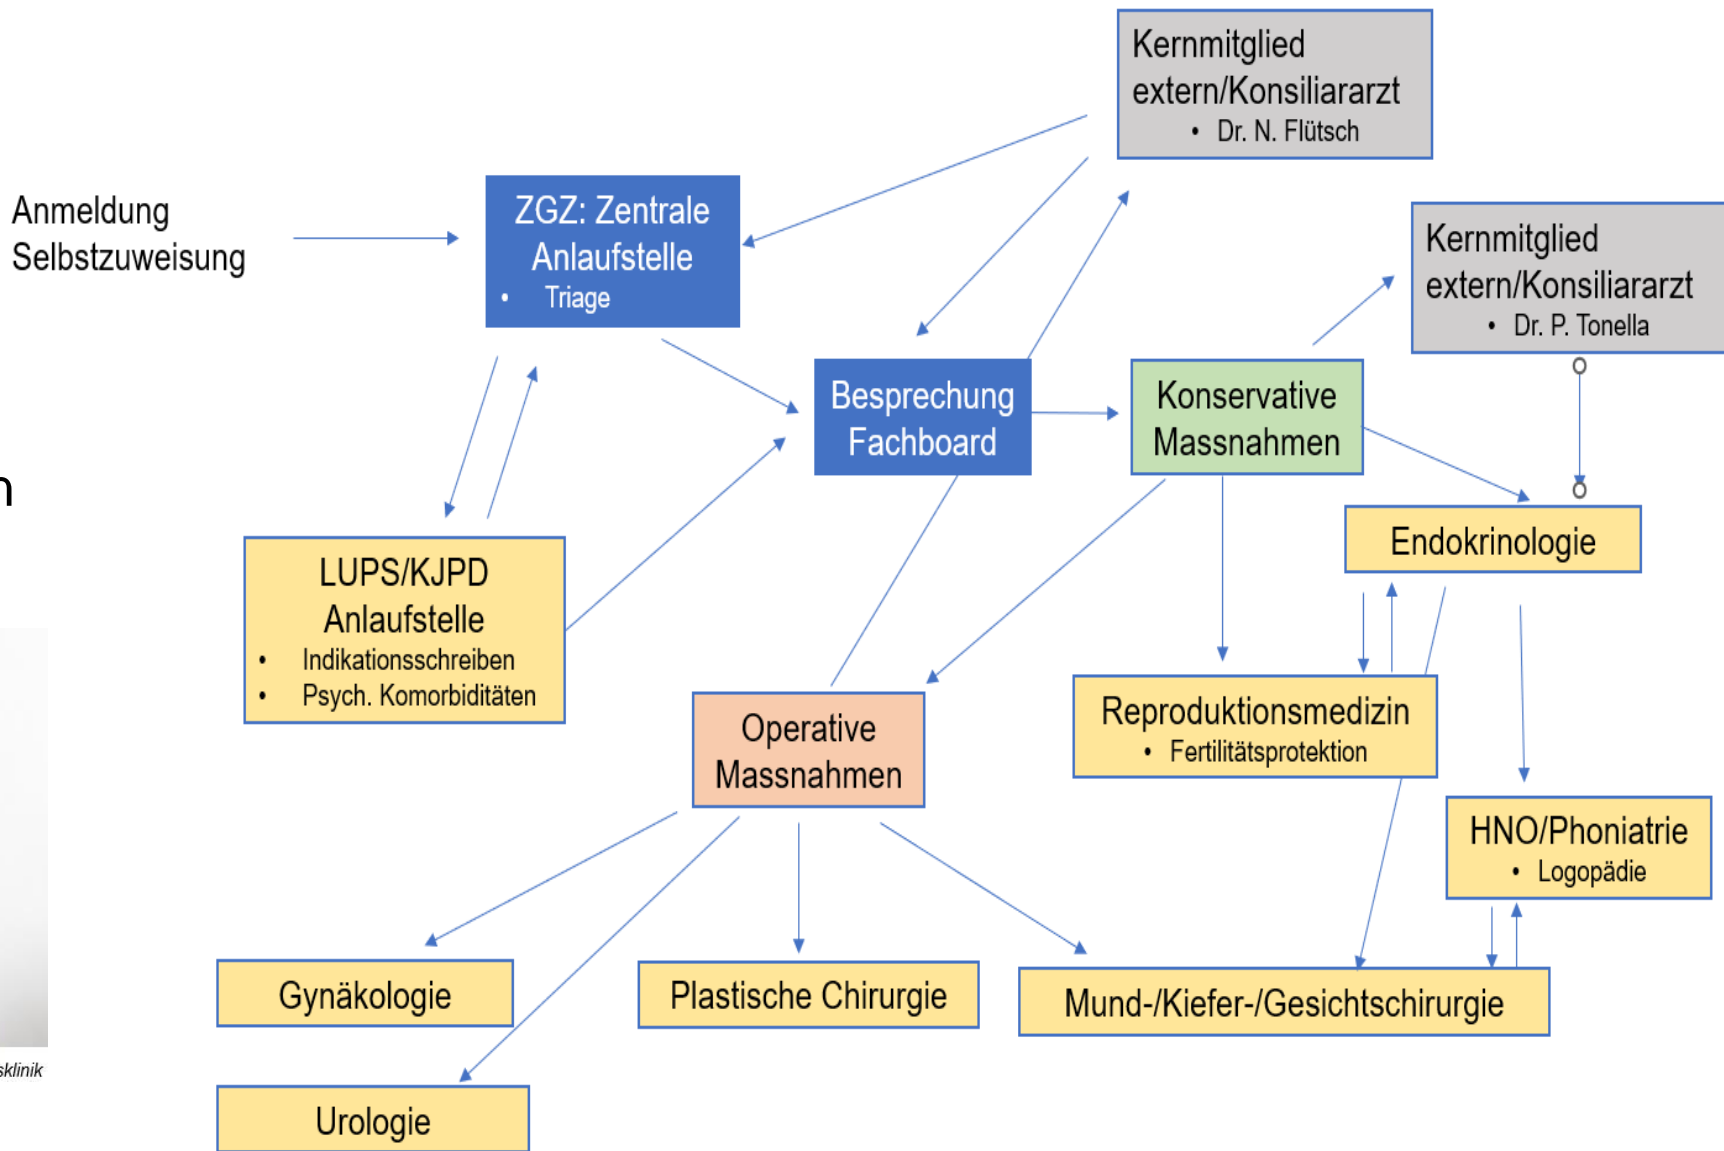 Kernmitglied
extern/Konsiliararzt
• Dr. N. Flütsch
Anmeldung
Selbstzuweisung
ZGZ: Zentrale
Anlaufstelle
• Triage
Kernmitglied
extern/Konsiliararzt
• Dr. P. Tonella
Besprechung
Fachboard
Konservative
Massnahmen
n
Endokrinologie
LUPS/KJPD
Anlaufstelle
• Indikationsschreiben
• Psych. Komorbiditäten
Operative
Massnahmen
Reproduktionsmedizin
• Fertilitätsprotektion
HNO/Phoniatrie
• Logopädie
Gynäkologie
Plastische Chirurgie
Mund-/Kiefer-/Gesichtschirurgie
sklinik
Urologie